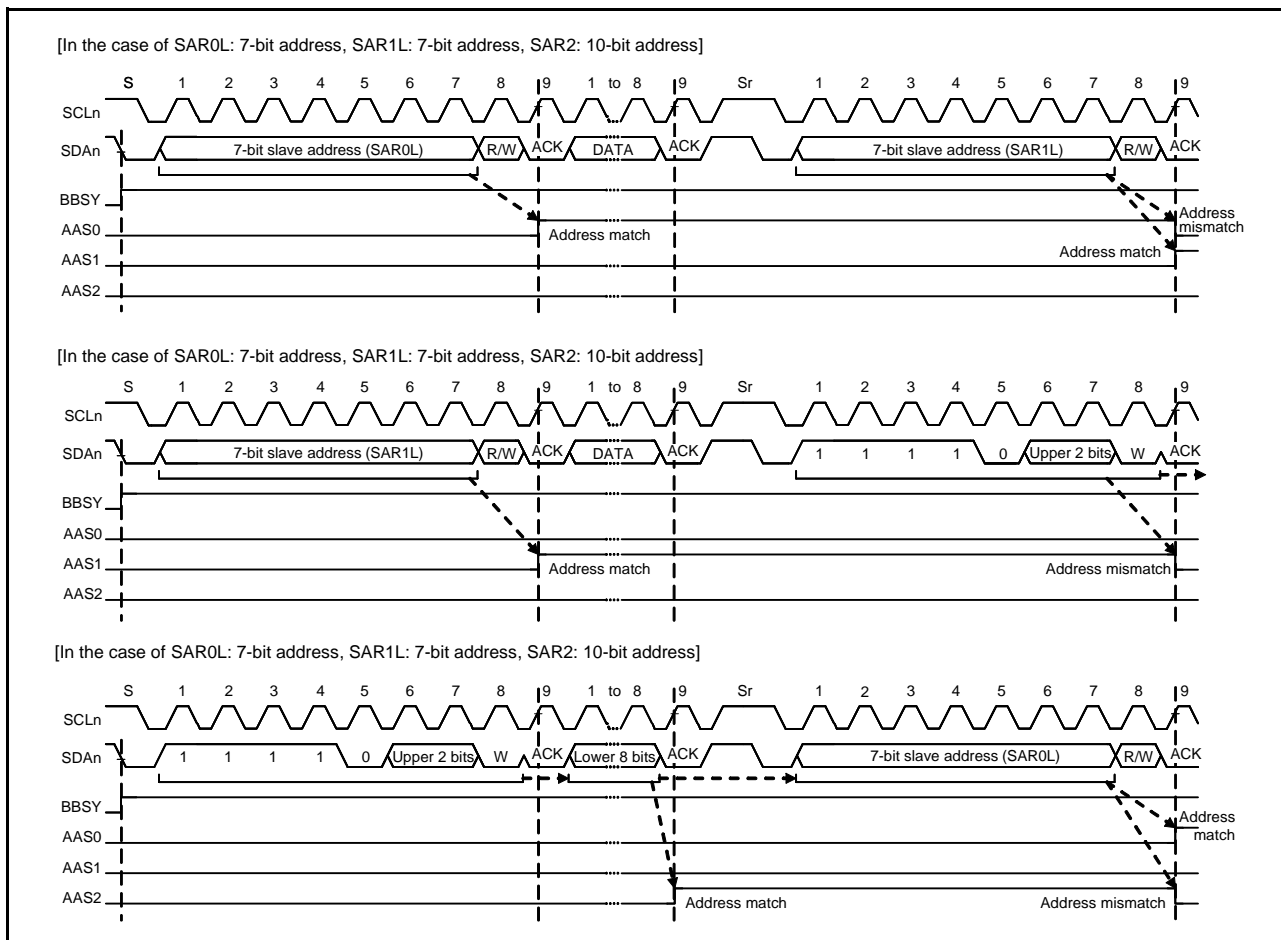 [In the case of SAR0L: 7-bit address, SAR1L: 7-bit address, SAR2: 10-bit address]
S 1 2 3 4 5 6 7 8 9 1 to 8 9 Sr 1 2 3 4 5 6 7 8 9
SCLn
SDAn 7-bit slave address (SAR0L) R/W ACK DATA ACK 7-bit slave address (SAR1L) R/W ACK
BBSY
Address mismatch
AAS0 Address match
AAS1 Address match
AAS2
[In the case of SAR0L: 7-bit address, SAR1L: 7-bit address, SAR2: 10-bit address]
S 1 2 3 4 5 6 7 8 9 1 to 8 9 Sr 1 2 3 4 5 6 7 8 9
SCLn
SDAn 7-bit slave address (SAR1L) R/W ACK DATA ACK 1 1 1 1 0 Upper 2 bits W ACK
BBSY
AAS0
AAS1 Address match Address mismatch
AAS2
[In the case of SAR0L: 7-bit address, SAR1L: 7-bit address, SAR2: 10-bit address]
S 1 2 3 4 5 6 7 8 9 1 to 8 9 Sr 1 2 3 4 5 6 7 8 9
SCLn
SDAn 1 1 1 1 0 Upper 2 bits W ACK Lower 8 bits ACK 7-bit slave address (SAR0L) R/W ACK
BBSY
Address match
AAS0
AAS1
AAS2 Address match Address mismatch